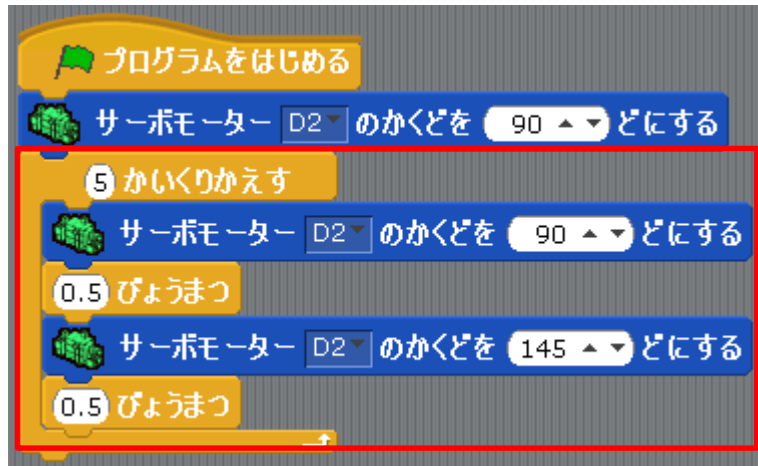 プログラムをはじめる
サーボモーター D2 のかくどを 90 どにする
5 かいくりかえす
サーボモーター D2 のかくどを 90 どにする
0.5 びょうまつ
サーボモーター D2 のかくどを 145 どにする
0.5 びょうまつ